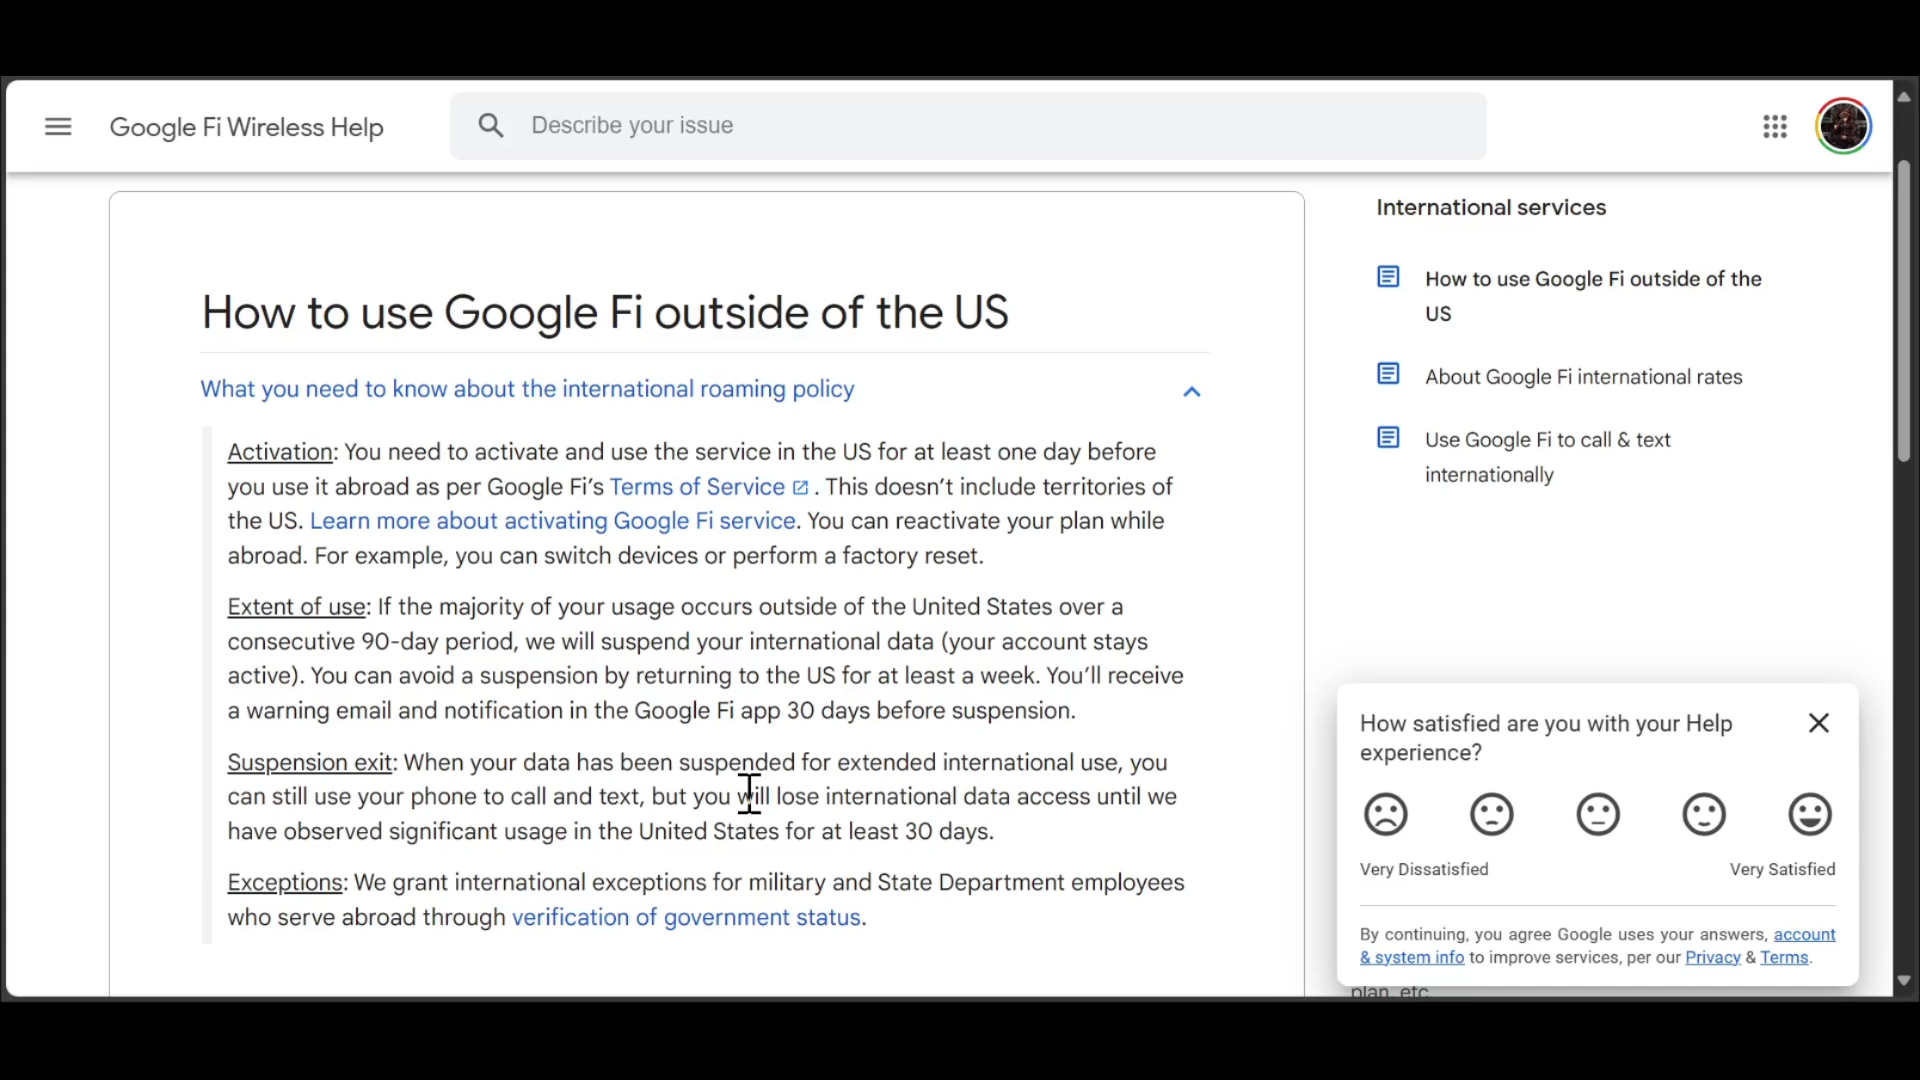 Google Fi Wireless Help
Describe your issue
How to use Google Fi outside of the US
What you need to know about the international roaming policy
Activation: You need to activate and use the service in the US for at least one day before
you use it abroad as per Google Fi’s Terms of Service . This doesn’t include territories of
the US. Learn more about activating Google Fi service. You can reactivate your plan while
abroad. For example, you can switch devices or perform a factory reset.
Extent of use: If the majority of your usage occurs outside of the United States over a
consecutive 90-day period, we will suspend your international data (your account stays
active). You can avoid a suspension by returning to the US for at least a week. You’ll receive
a warning email and notification in the Google Fi app 30 days before suspension.
Suspension exit: When your data has been suspended for extended international use, you
can still use your phone to call and text, but you will lose international data access until we
have observed significant usage in the United States for at least 30 days.
Exceptions: We grant international exceptions for military and State Department employees
who serve abroad through verification of government status.
International services
How to use Google Fi outside of the
US
About Google Fi international rates
Use Google Fi to call & text
internationally
How satisfied are you with your Help
experience?
Very Dissatisfied
Very Satisfied
By continuing, you agree Google uses your answers, account
& system info to improve services, per our Privacy & Terms.
plan, etc